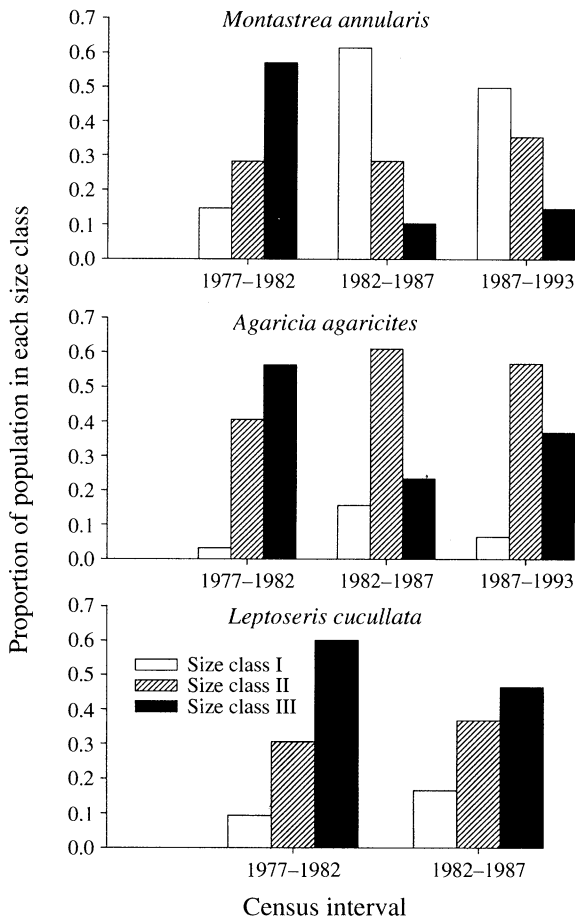 Proportion of population in each size class
Montastrea annularis
0.7
0.6
0.5
0.4
0.3
0.2
0.1
0.0
1977–1982 1982–1987 1987–1993
Agaricia agaricites
0.7
0.6
0.5
0.4
0.3
0.2
0.1
0.0
1977–1982 1982–1987 1987–1993
Leptoseris cucullata
0.7
0.6
0.5
0.4
0.3
0.2
0.1
0.0
Size class I
Size class II
Size class III
1977–1982 1982–1987
Census interval